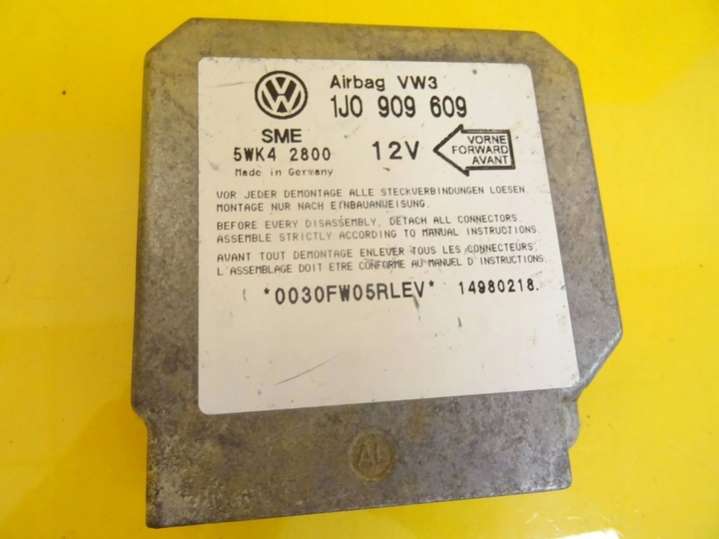 VW
Airbag VW3
1J0 909 609
SME
5WK4 2800
Made in Germany
12V
VORNE
FORWARD
AVANT
VOR JEDER DEMONTAGE ALLE STECKVERBINDUNGEN LOESEN.
MONTAGE NUR NACH EINBAUANWEISUNG.
BEFORE EVERY DISASSEMBLY, DETACH ALL CONNECTORS.
ASSEMBLE STRICTLY ACCORDING TO MANUAL INSTRUCTIONS.
AVANT TOUT DEMONTAGE ENLEVER TOUS LES CONNECTEURS.
L'ASSEMBLAGE DOIT ETRE CONFORME AU MANUEL D'INSTRUCTIONS.
*0030FW05RLEV* 14980218.
AL